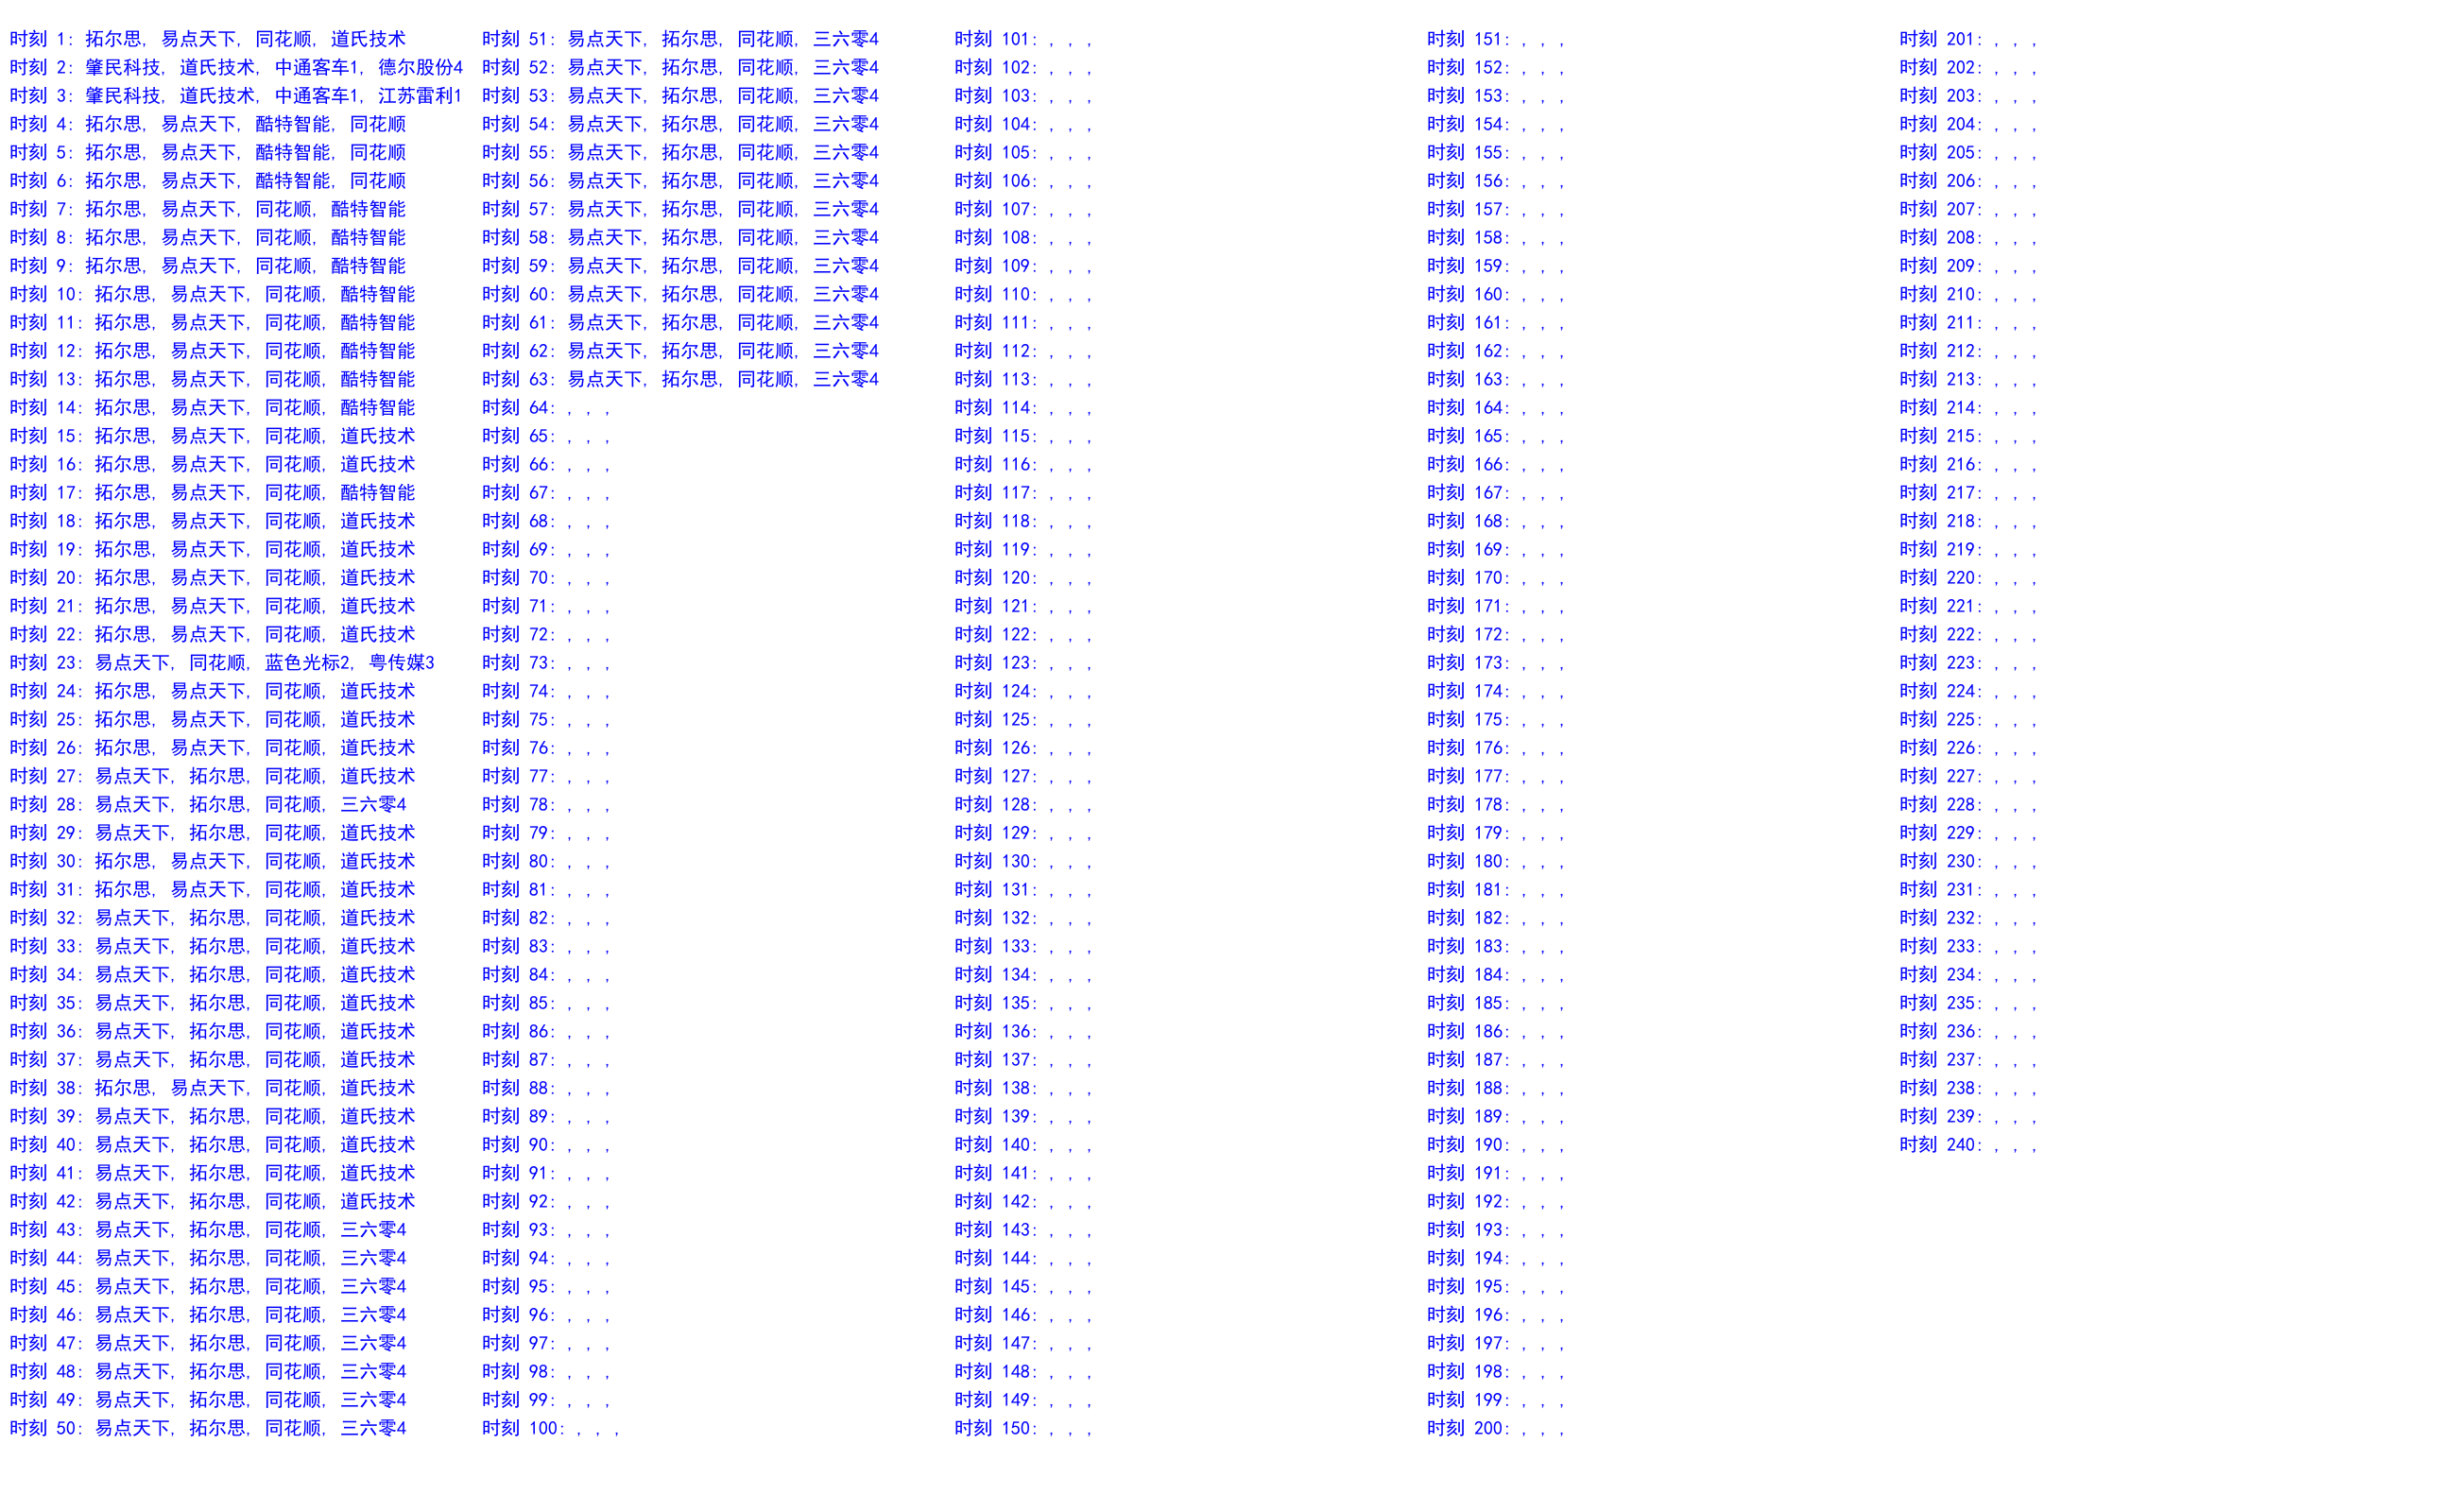 时刻 1: 拓尔思, 易点天下, 同花顺, 道氏技术
时刻 2: 肇民科技, 道氏技术, 中通客车1, 德尔股份4
时刻 3: 肇民科技, 道氏技术, 中通客车1, 江苏雷利1
时刻 4: 拓尔思, 易点天下, 酷特智能, 同花顺
时刻 5: 拓尔思, 易点天下, 酷特智能, 同花顺
时刻 6: 拓尔思, 易点天下, 酷特智能, 同花顺
时刻 7: 拓尔思, 易点天下, 同花顺, 酷特智能
时刻 8: 拓尔思, 易点天下, 同花顺, 酷特智能
时刻 9: 拓尔思, 易点天下, 同花顺, 酷特智能
时刻 10: 拓尔思, 易点天下, 同花顺, 酷特智能
时刻 11: 拓尔思, 易点天下, 同花顺, 酷特智能
时刻 12: 拓尔思, 易点天下, 同花顺, 酷特智能
时刻 13: 拓尔思, 易点天下, 同花顺, 酷特智能
时刻 14: 拓尔思, 易点天下, 同花顺, 酷特智能
时刻 15: 拓尔思, 易点天下, 同花顺, 道氏技术
时刻 16: 拓尔思, 易点天下, 同花顺, 道氏技术
时刻 17: 拓尔思, 易点天下, 同花顺, 酷特智能
时刻 18: 拓尔思, 易点天下, 同花顺, 道氏技术
时刻 19: 拓尔思, 易点天下, 同花顺, 道氏技术
时刻 20: 拓尔思, 易点天下, 同花顺, 道氏技术
时刻 21: 拓尔思, 易点天下, 同花顺, 道氏技术
时刻 22: 拓尔思, 易点天下, 同花顺, 道氏技术
时刻 23: 易点天下, 同花顺, 蓝色光标2, 粤传媒3
时刻 24: 拓尔思, 易点天下, 同花顺, 道氏技术
时刻 25: 拓尔思, 易点天下, 同花顺, 道氏技术
时刻 26: 拓尔思, 易点天下, 同花顺, 道氏技术
时刻 27: 易点天下, 拓尔思, 同花顺, 道氏技术
时刻 28: 易点天下, 拓尔思, 同花顺, 三六零4
时刻 29: 易点天下, 拓尔思, 同花顺, 道氏技术
时刻 30: 拓尔思, 易点天下, 同花顺, 道氏技术
时刻 31: 拓尔思, 易点天下, 同花顺, 道氏技术
时刻 32: 易点天下, 拓尔思, 同花顺, 道氏技术
时刻 33: 易点天下, 拓尔思, 同花顺, 道氏技术
时刻 34: 易点天下, 拓尔思, 同花顺, 道氏技术
时刻 35: 易点天下, 拓尔思, 同花顺, 道氏技术
时刻 36: 易点天下, 拓尔思, 同花顺, 道氏技术
时刻 37: 易点天下, 拓尔思, 同花顺, 道氏技术
时刻 38: 拓尔思, 易点天下, 同花顺, 道氏技术
时刻 39: 易点天下, 拓尔思, 同花顺, 道氏技术
时刻 40: 易点天下, 拓尔思, 同花顺, 道氏技术
时刻 41: 易点天下, 拓尔思, 同花顺, 道氏技术
时刻 42: 易点天下, 拓尔思, 同花顺, 道氏技术
时刻 43: 易点天下, 拓尔思, 同花顺, 三六零4
时刻 44: 易点天下, 拓尔思, 同花顺, 三六零4
时刻 45: 易点天下, 拓尔思, 同花顺, 三六零4
时刻 46: 易点天下, 拓尔思, 同花顺, 三六零4
时刻 47: 易点天下, 拓尔思, 同花顺, 三六零4
时刻 48: 易点天下, 拓尔思, 同花顺, 三六零4
时刻 49: 易点天下, 拓尔思, 同花顺, 三六零4
时刻 50: 易点天下, 拓尔思, 同花顺, 三六零4
时刻 51: 易点天下, 拓尔思, 同花顺, 三六零4
时刻 52: 易点天下, 拓尔思, 同花顺, 三六零4
时刻 53: 易点天下, 拓尔思, 同花顺, 三六零4
时刻 54: 易点天下, 拓尔思, 同花顺, 三六零4
时刻 55: 易点天下, 拓尔思, 同花顺, 三六零4
时刻 56: 易点天下, 拓尔思, 同花顺, 三六零4
时刻 57: 易点天下, 拓尔思, 同花顺, 三六零4
时刻 58: 易点天下, 拓尔思, 同花顺, 三六零4
时刻 59: 易点天下, 拓尔思, 同花顺, 三六零4
时刻 60: 易点天下, 拓尔思, 同花顺, 三六零4
时刻 61: 易点天下, 拓尔思, 同花顺, 三六零4
时刻 62: 易点天下, 拓尔思, 同花顺, 三六零4
时刻 63: 易点天下, 拓尔思, 同花顺, 三六零4
时刻 64: , , ,
时刻 65: , , ,
时刻 66: , , ,
时刻 67: , , ,
时刻 68: , , ,
时刻 69: , , ,
时刻 70: , , ,
时刻 71: , , ,
时刻 72: , , ,
时刻 73: , , ,
时刻 74: , , ,
时刻 75: , , ,
时刻 76: , , ,
时刻 77: , , ,
时刻 78: , , ,
时刻 79: , , ,
时刻 80: , , ,
时刻 81: , , ,
时刻 82: , , ,
时刻 83: , , ,
时刻 84: , , ,
时刻 85: , , ,
时刻 86: , , ,
时刻 87: , , ,
时刻 88: , , ,
时刻 89: , , ,
时刻 90: , , ,
时刻 91: , , ,
时刻 92: , , ,
时刻 93: , , ,
时刻 94: , , ,
时刻 95: , , ,
时刻 96: , , ,
时刻 97: , , ,
时刻 98: , , ,
时刻 99: , , ,
时刻 100: , , ,
时刻 101: , , ,
时刻 102: , , ,
时刻 103: , , ,
时刻 104: , , ,
时刻 105: , , ,
时刻 106: , , ,
时刻 107: , , ,
时刻 108: , , ,
时刻 109: , , ,
时刻 110: , , ,
时刻 111: , , ,
时刻 112: , , ,
时刻 113: , , ,
时刻 114: , , ,
时刻 115: , , ,
时刻 116: , , ,
时刻 117: , , ,
时刻 118: , , ,
时刻 119: , , ,
时刻 120: , , ,
时刻 121: , , ,
时刻 122: , , ,
时刻 123: , , ,
时刻 124: , , ,
时刻 125: , , ,
时刻 126: , , ,
时刻 127: , , ,
时刻 128: , , ,
时刻 129: , , ,
时刻 130: , , ,
时刻 131: , , ,
时刻 132: , , ,
时刻 133: , , ,
时刻 134: , , ,
时刻 135: , , ,
时刻 136: , , ,
时刻 137: , , ,
时刻 138: , , ,
时刻 139: , , ,
时刻 140: , , ,
时刻 141: , , ,
时刻 142: , , ,
时刻 143: , , ,
时刻 144: , , ,
时刻 145: , , ,
时刻 146: , , ,
时刻 147: , , ,
时刻 148: , , ,
时刻 149: , , ,
时刻 150: , , ,
时刻 151: , , ,
时刻 152: , , ,
时刻 153: , , ,
时刻 154: , , ,
时刻 155: , , ,
时刻 156: , , ,
时刻 157: , , ,
时刻 158: , , ,
时刻 159: , , ,
时刻 160: , , ,
时刻 161: , , ,
时刻 162: , , ,
时刻 163: , , ,
时刻 164: , , ,
时刻 165: , , ,
时刻 166: , , ,
时刻 167: , , ,
时刻 168: , , ,
时刻 169: , , ,
时刻 170: , , ,
时刻 171: , , ,
时刻 172: , , ,
时刻 173: , , ,
时刻 174: , , ,
时刻 175: , , ,
时刻 176: , , ,
时刻 177: , , ,
时刻 178: , , ,
时刻 179: , , ,
时刻 180: , , ,
时刻 181: , , ,
时刻 182: , , ,
时刻 183: , , ,
时刻 184: , , ,
时刻 185: , , ,
时刻 186: , , ,
时刻 187: , , ,
时刻 188: , , ,
时刻 189: , , ,
时刻 190: , , ,
时刻 191: , , ,
时刻 192: , , ,
时刻 193: , , ,
时刻 194: , , ,
时刻 195: , , ,
时刻 196: , , ,
时刻 197: , , ,
时刻 198: , , ,
时刻 199: , , ,
时刻 200: , , ,
时刻 201: , , ,
时刻 202: , , ,
时刻 203: , , ,
时刻 204: , , ,
时刻 205: , , ,
时刻 206: , , ,
时刻 207: , , ,
时刻 208: , , ,
时刻 209: , , ,
时刻 210: , , ,
时刻 211: , , ,
时刻 212: , , ,
时刻 213: , , ,
时刻 214: , , ,
时刻 215: , , ,
时刻 216: , , ,
时刻 217: , , ,
时刻 218: , , ,
时刻 219: , , ,
时刻 220: , , ,
时刻 221: , , ,
时刻 222: , , ,
时刻 223: , , ,
时刻 224: , , ,
时刻 225: , , ,
时刻 226: , , ,
时刻 227: , , ,
时刻 228: , , ,
时刻 229: , , ,
时刻 230: , , ,
时刻 231: , , ,
时刻 232: , , ,
时刻 233: , , ,
时刻 234: , , ,
时刻 235: , , ,
时刻 236: , , ,
时刻 237: , , ,
时刻 238: , , ,
时刻 239: , , ,
时刻 240: , , ,